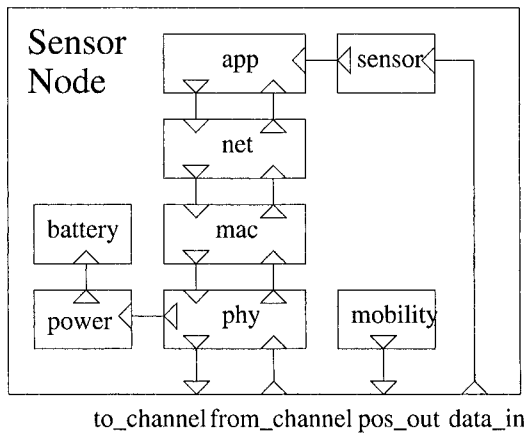 Sensor
Node
app
sensor
net
battery
mac
power
phy
mobility
to_channel from_channel pos_out data_in